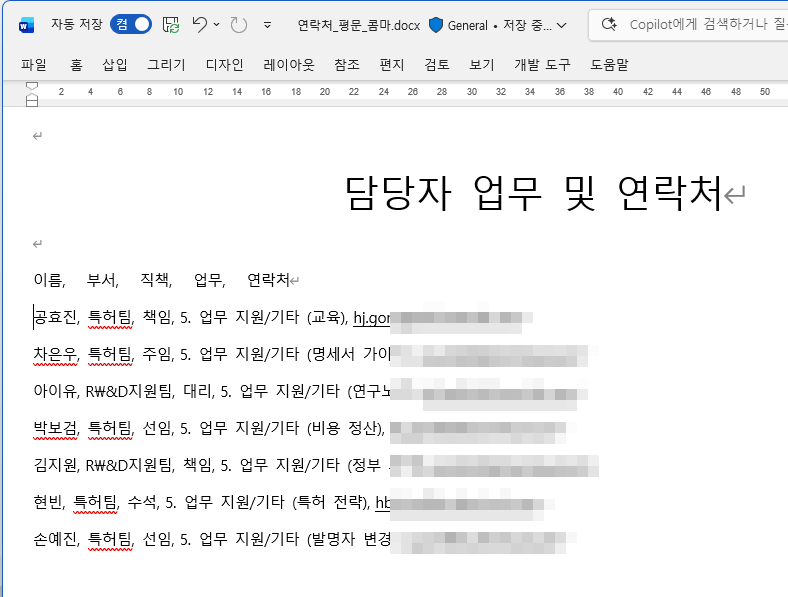 자동 저장 켬 연락처_평문_콤마.docx General • 저장 중... Copilot에게 검색하거나
파일 홈 삽입 그리기 디자인 레이아웃 참조 편지 검토 보기 개발 도구 도움말
2 4 6 8 10 12 14 16 18 20 22 24 26 28 30 32 34 36 38 40 42 44 46 48 50
담당자 업무 및 연락처
이름, 부서, 직책, 업무, 연락처
공효진, 특허팀, 책임, 5. 업무 지원/기타 (교육), hj.gor
차은우, 특허팀, 주임, 5. 업무 지원/기타 (명세서 가이
아이유, R₩&D지원팀, 대리, 5. 업무 지원/기타 (연구노
박보검, 특허팀, 선임, 5. 업무 지원/기타 (비용 정산),
김지원, R₩&D지원팀, 책임, 5. 업무 지원/기타 (정부
현빈, 특허팀, 수석, 5. 업무 지원/기타 (특허 전략), hb
손예진, 특허팀, 선임, 5. 업무 지원/기타 (발명자 변경